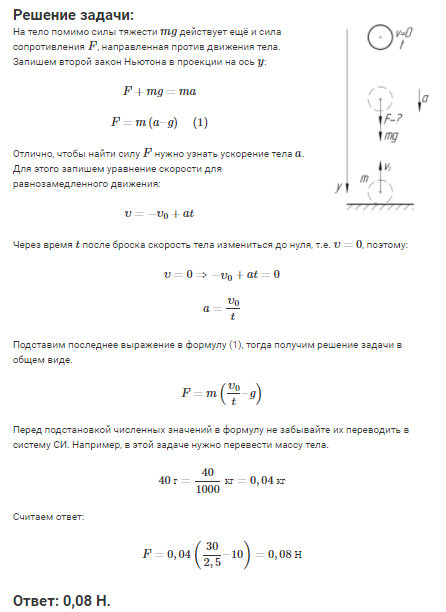 Решение задачи:
На тело помимо силы тяжести mg действует ещё и сила
сопротивления F, направленная против движения тела.
Запишем второй закон Ньютона в проекции на ось y:
F + mg = ma
F = m (a–g) (1)
Отлично, чтобы найти силу F нужно узнать ускорение тела a.
Для этого запишем уравнение скорости для
равнозамедленного движения:
υ = −υ₀ + at
Через время t после броска скорость тела измениться до нуля, т.е. υ = 0, поэтому:
υ = 0 ⇒ −υ₀ + at = 0
a = υ₀/t
Подставим последнее выражение в формулу (1), тогда получим решение задачи в
общем виде.
F = m (υ₀/t – g)
Перед подстановкой численных значений в формулу не забывайте их переводить в
систему СИ. Например, в этой задаче нужно перевести массу тела.
40 г = 40/1000 кг = 0,04 кг
Считаем ответ:
F = 0,04 (30/2,5 – 10) = 0,08 Н
Ответ: 0,08 Н.
v=0
a
F-?
mg
m
v₀
y